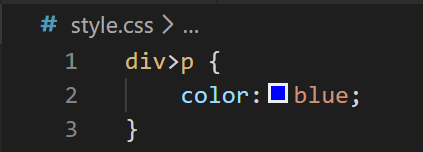 # style.css > ...
1 div>p {
2 color: blue;
3 }